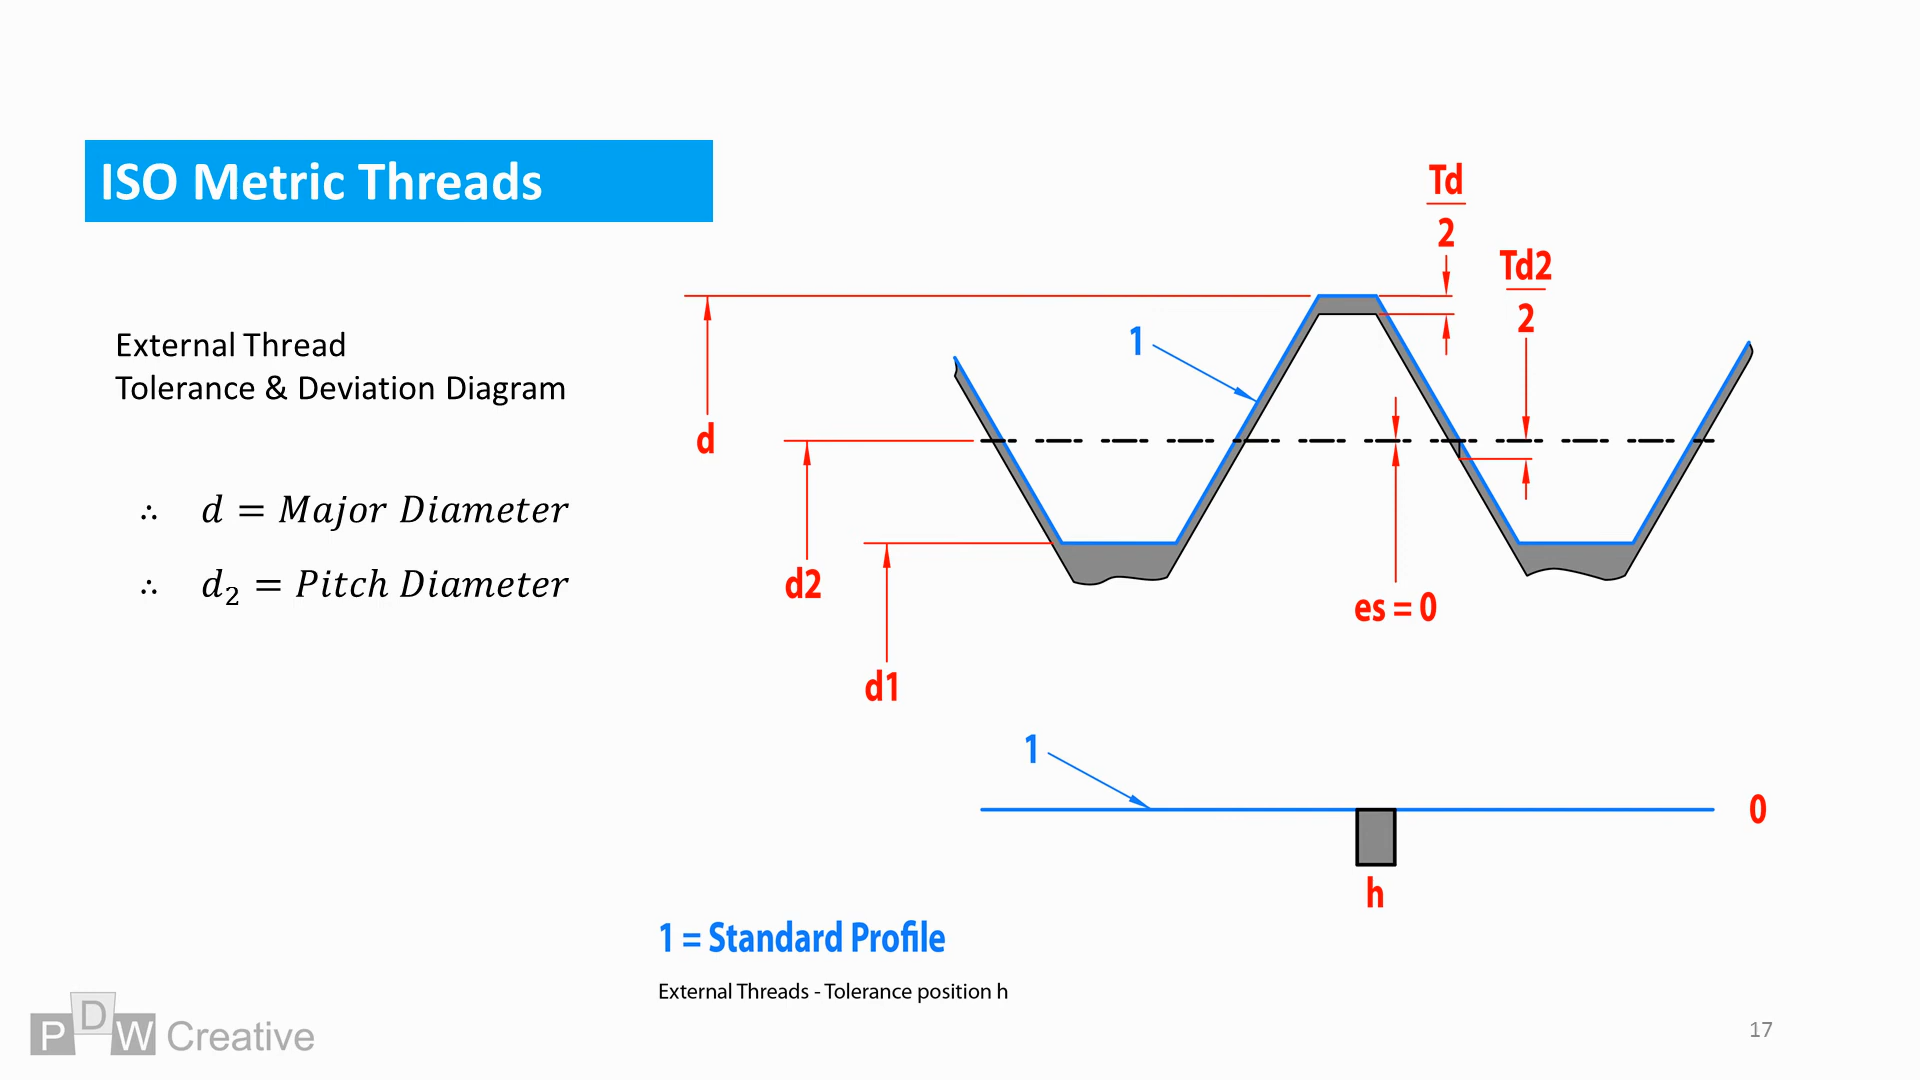 ISO Metric Threads
External Thread
Tolerance & Deviation Diagram
∴ d = Major Diameter
∴ d₂ = Pitch Diameter
Td
2
Td2
2
1
d
d2
es = 0
d1
1
0
h
1 = Standard Profile
External Threads - Tolerance position h
PDW Creative
17